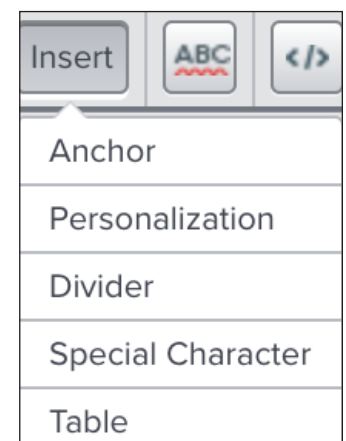 Insert ABC </>
Anchor
Personalization
Divider
Special Character
Table